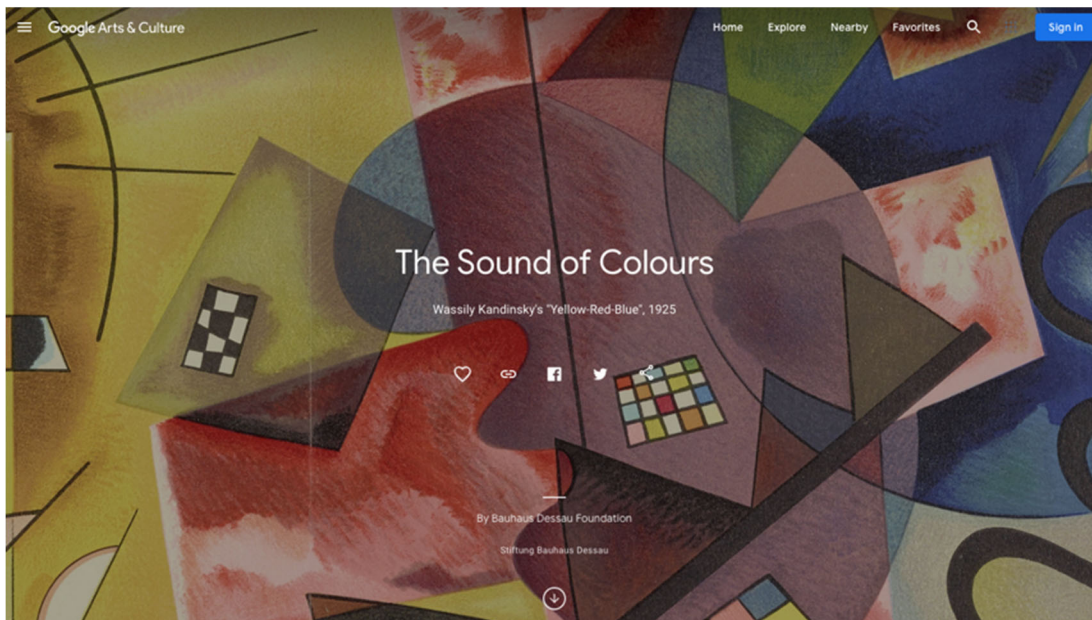 Google Arts & Culture
Home Explore Nearby Favorites Sign in
The Sound of Colours
Wassily Kandinsky's "Yellow-Red-Blue", 1925
By Bauhaus Dessau Foundation
Stiftung Bauhaus Dessau